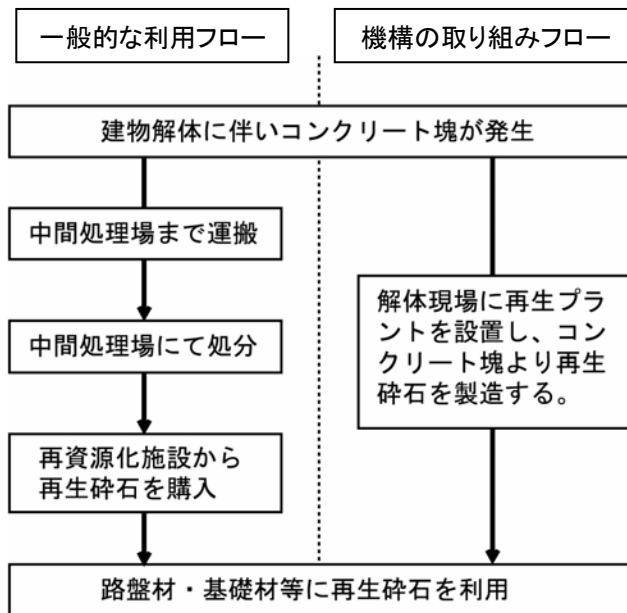 一般的な利用フロー
機構の取り組みフロー
建物解体に伴いコンクリート塊が発生
中間処理場まで運搬
中間処理場にて処分
再資源化施設から
再生砕石を購入
解体現場に再生プラ
ントを設置し、コン
クリート塊より再生
砕石を製造する。
路盤材・基礎材等に再生砕石を利用